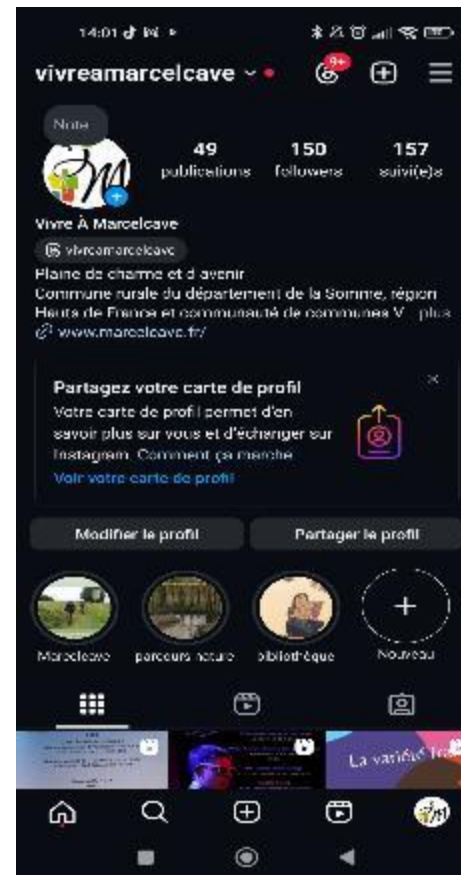 14:01
vivreamarcelcave
9+
Note
49 150 157
publications followers suivi(e)s
Vivre À Marcelcave
vivreamarcelcave
Plaine de charme et d avenir
Commune rurale du département de la Somme, région
Hauts de France et communauté de communes V plus
www.marcelcave.fr/
Partagez votre carte de profil
Votre carte de profil permet d'en
savoir plus sur vous et d'échanger sur
Instagram. Comment ça marche
Voir votre carte de profil
Modifier le profil Partager le profil
Marcelcave parcours nature bibliothèque Nouveau
La variété